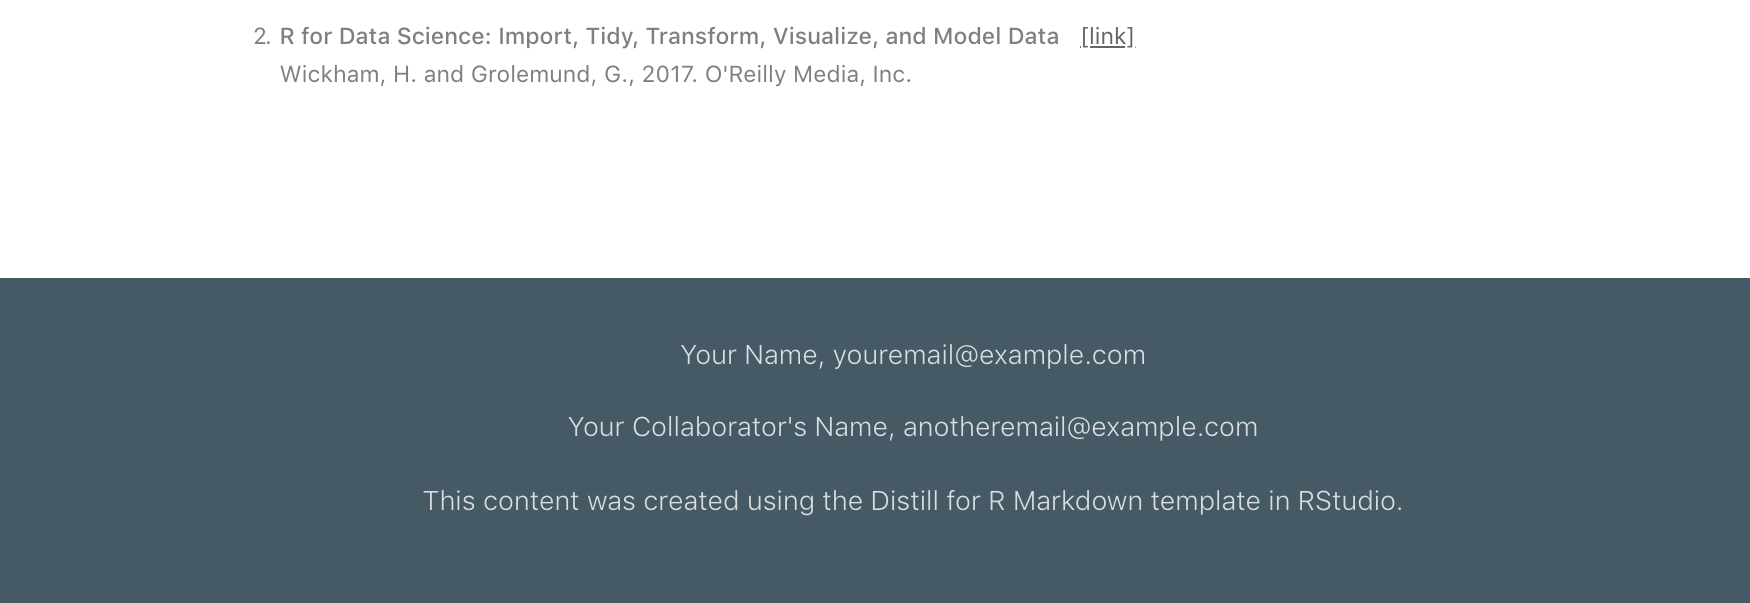 2. R for Data Science: Import, Tidy, Transform, Visualize, and Model Data [link]
Wickham, H. and Grolemund, G., 2017. O'Reilly Media, Inc.
Your Name, youremail@example.com
Your Collaborator's Name, anotheremail@example.com
This content was created using the Distill for R Markdown template in RStudio.